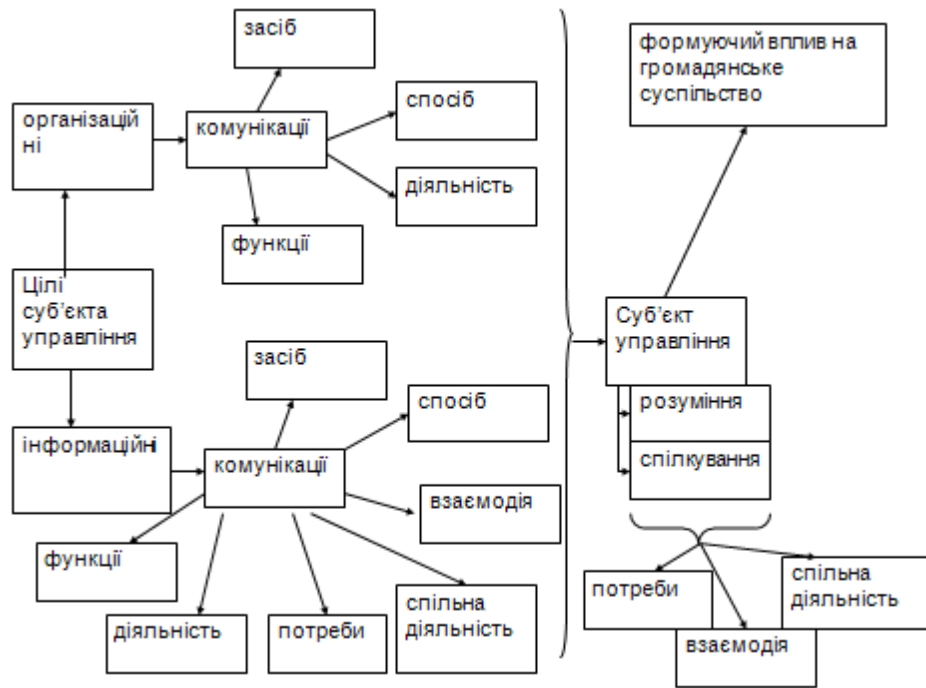 засіб
формуючий вплив на
громадянське
суспільство
спосіб
організацій
ні
комунікації
діяльність
функції
Цілі
суб’єкта
управління
Суб’єкт
управління
засіб
спосіб
розуміння
інформаційні
комунікації
спілкування
взаємодія
функції
потреби
спільна
діяльність
діяльність
потреби
спільна
діяльність
взаємодія